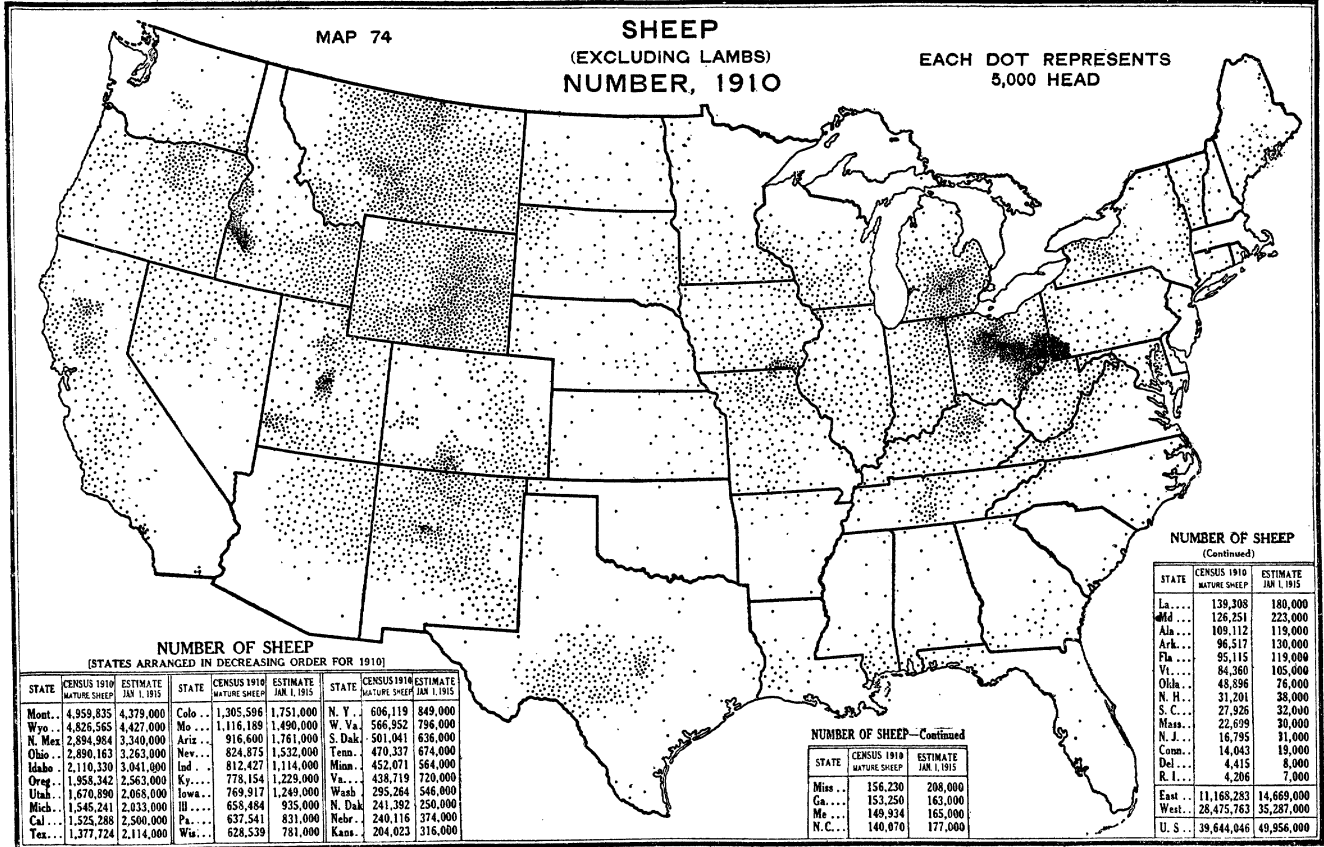 MAP 74
SHEEP
(EXCLUDING LAMBS)
NUMBER, 1910
EACH DOT REPRESENTS
5,000 HEAD
NUMBER OF SHEEP
[STATES ARRANGED IN DECREASING ORDER FOR 1910]
STATE CENSUS 1910 MATURE SHEEP ESTIMATE JAN 1, 1915 STATE CENSUS 1910 MATURE SHEEP ESTIMATE JAN. 1, 1915 STATE CENSUS 1910 MATURE SHEEP ESTIMATE JAN 1, 1915
Mont.. 4,959,835 4,379,000 Colo .. 1,305,596 1,751,000 N. Y.. 606,119 849,000
Wyo .. 4,826,565 4,427,000 Mo ... 1,116,189 1,490,000 W. Va. 566,952 796,000
N. Mex 2,894,984 3,340,000 Ariz .. 916,600 1,761,000 S. Dak. 501,041 636,000
Ohio .. 2,890,163 3,263,000 Nev... 824,875 1,532,000 Tenn.. 470,337 674,000
Idaho . 2,110,330 3,041,000 Ind ... 812,427 1,114,000 Minn.. 452,071 564,000
Oreg.. 1,958,342 2,563,000 Ky.... 778,154 1,229,000 Va.... 438,719 720,000
Utah.. 1,670,890 2,068,000 Iowa.. 769,917 1,249,000 Wash . 295,264 546,000
Mich.. 1,545,241 2,033,000 Ill .... 658,484 935,000 N. Dak 241,392 250,000
Cal ... 1,525,288 2,500,000 Pa.... 637,541 831,000 Nebr.. 240,116 374,000
Tex... 1,377,724 2,114,000 Wis... 628,539 781,000 Kans.. 204,023 316,000
NUMBER OF SHEEP—Continued
STATE CENSUS 1910 MATURE SHEEP ESTIMATE JAN. 1, 1915
Miss .. 156,230 208,000
Ga.... 153,250 163,000
Me ... 149,934 165,000
N.C... 140,070 177,000
NUMBER OF SHEEP
(Continued)
STATE CENSUS 1910 MATURE SHEEP ESTIMATE JAN 1, 1915
La.... 139,308 180,000
Md ... 126,251 223,000
Ala... 109,112 119,000
Ark... 96,517 130,000
Fla ... 95,115 119,000
Vt.... 84,360 105,000
Okla.. 48,896 76,000
N. H.. 31,201 38,000
S. C.. 27,926 32,000
Mass.. 22,699 30,000
N. J... 16,795 31,000
Conn.. 14,043 19,000
Del ... 4,415 8,000
R. I... 4,206 7,000
East .. 11,168,283 14,669,000
West.. 28,475,763 35,287,000
U. S .. 39,644,046 49,956,000